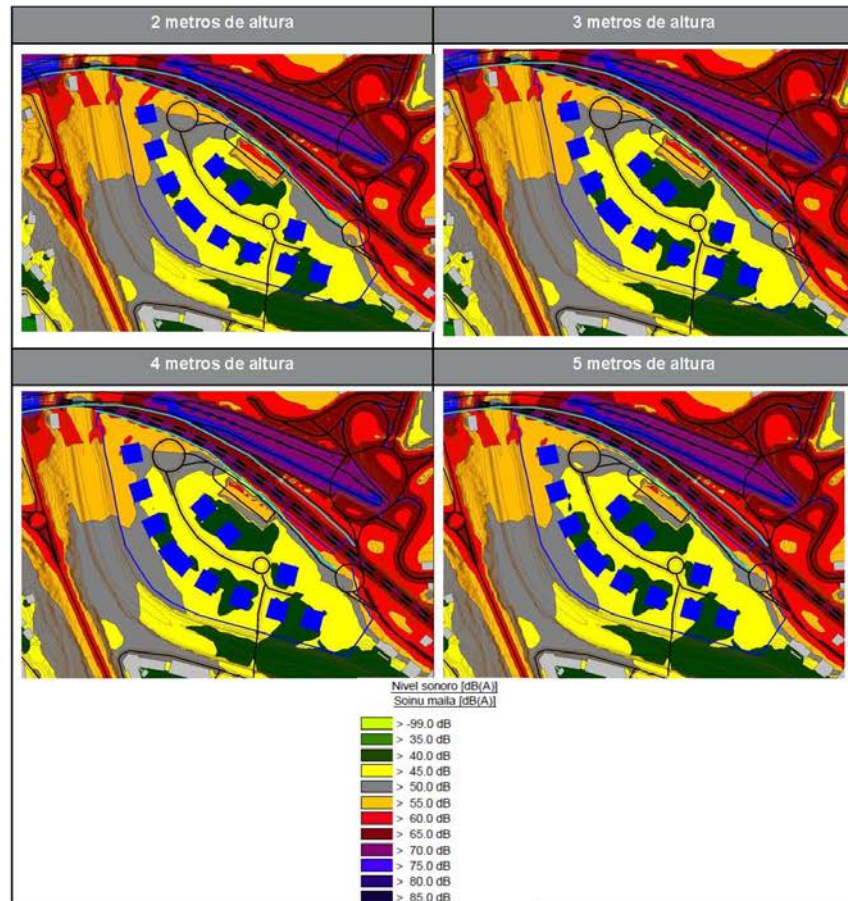 2 metros de altura
3 metros de altura
4 metros de altura
5 metros de altura
Nivel sonoro [dB(A)]
Soinu maila [dB(A)]
> -99.0 dB
> 35.0 dB
> 40.0 dB
> 45.0 dB
> 50.0 dB
> 55.0 dB
> 60.0 dB
> 65.0 dB
> 70.0 dB
> 75.0 dB
> 80.0 dB
> 85.0 dB